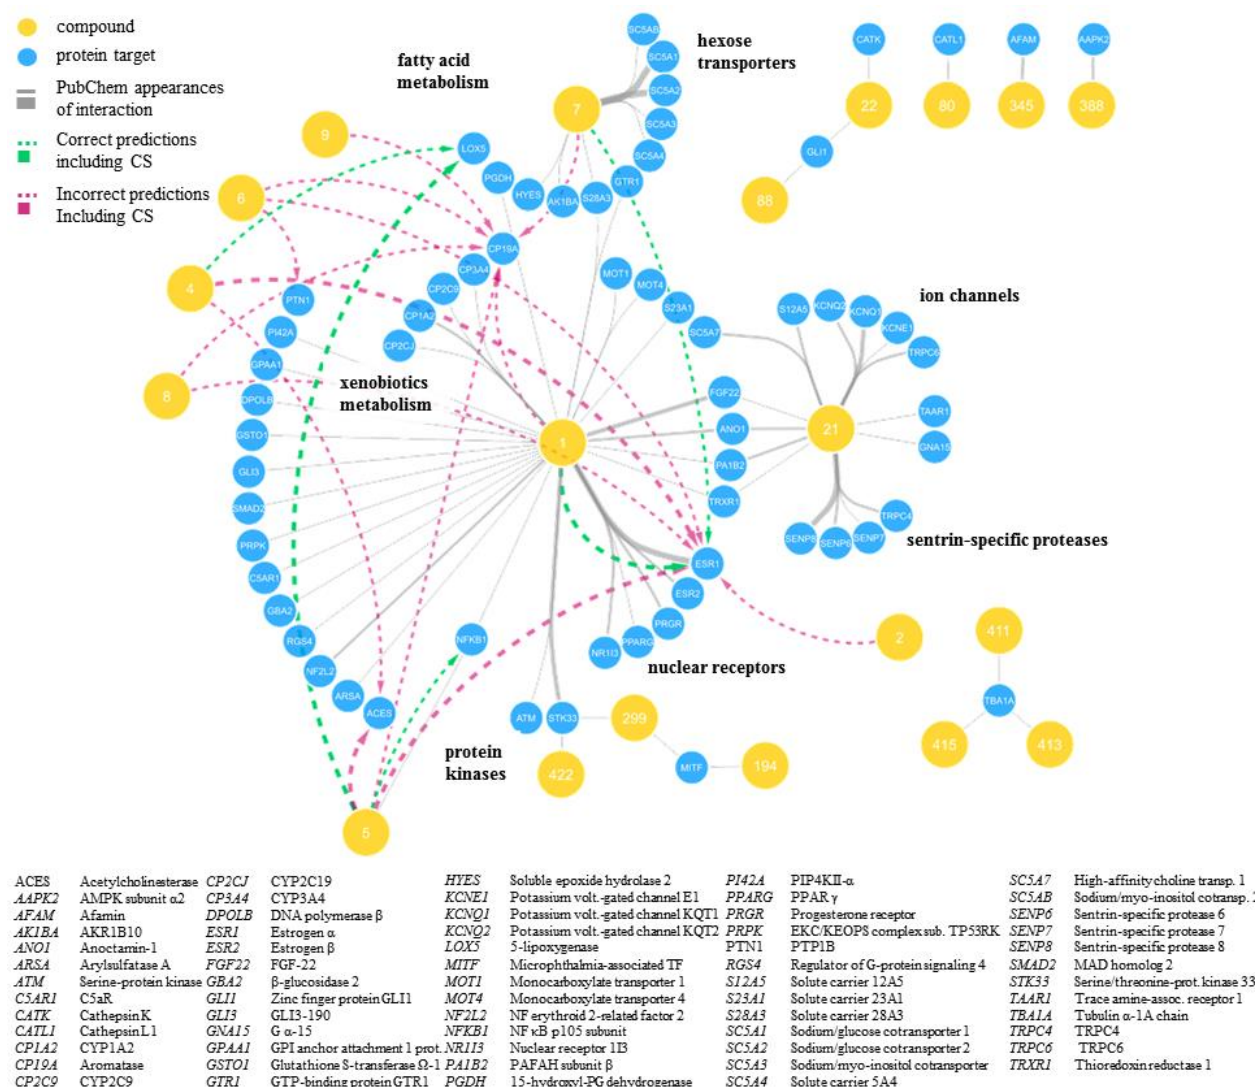 compound
protein target
PubChem appearances
of interaction
Correct predictions
including CS
Incorrect predictions
Including CS
fatty acid
metabolism
hexose
transporters
ion channels
xenobiotics
metabolism
sentrin-specific proteases
nuclear receptors
protein
kinases
SC5AB
SC5A1
SC5A2
SC5A3
SC5A4
GTR1
S28A3
AK1BA
HYES
PGDH
LOX5
CP19A
CP3A4
CP2C9
CP1A2
CP2CJ
MOT1
MOT4
S23A1
SC5A7
PTN1
PI42A
GPAA1
DPOLB
GSTO1
GLI3
SMAD2
PRPK
C5AR1
GBA2
RGS4
NF2L2
ARSA
ACES
NFKB1
ATM
STK33
MITF
NR1I3
PPARG
PRGR
ESR2
ESR1
TRXR1
PA1B2
ANO1
FGF22
S12A5
KCNQ2
KCNQ1
KCNE1
TRPC6
TAAR1
GNA15
TRPC4
SENP7
SENP6
SENP8
CATK
CATL1
AFAM
AAPK2
GLI1
TBA1A
9
6
4
8
7
1
21
5
2
22
80
345
388
88
299
194
422
411
415
413
ACES Acetylcholinesterase CP2CJ CYP2C19 HYES Soluble epoxide hydrolase 2 PI42A PIP4KII-α SC5A7 High-affinity choline transp. 1
AAPK2 AMPK subunit α2 CP3A4 CYP3A4 KCNE1 Potassium volt.-gated channel E1 PPARG PPAR γ SC5AB Sodium/myo-inositol cotransp. 2
AFAM Afamin DPOLB DNA polymerase β KCNQ1 Potassium volt.-gated channel KQT1 PRGR Progesterone receptor SENP6 Sentrin-specific protease 6
AK1BA AKR1B10 ESR1 Estrogen α KCNQ2 Potassium volt.-gated channel KQT2 PRPK EKC/KEOPS complex sub. TP53RK SENP7 Sentrin-specific protease 7
ANO1 Anoctamin-1 ESR2 Estrogen β LOX5 5-lipoxygenase PTN1 PTP1B SENP8 Sentrin-specific protease 8
ARSA Arylsulfatase A FGF22 FGF-22 MITF Microphthalmia-associated TF RGS4 Regulator of G-protein signaling 4 SMAD2 MAD homolog 2
ATM Serine-protein kinase GBA2 β-glucosidase 2 MOT1 Monocarboxylate transporter 1 S12A5 Solute carrier 12A5 STK33 Serine/threonine-prot. kinase 33
C5AR1 C5aR GLI1 Zinc finger protein GLI1 MOT4 Monocarboxylate transporter 4 S23A1 Solute carrier 23A1 TAAR1 Trace amine-assoc. receptor 1
CATK Cathepsin K GLI3 GLI3-190 NF2L2 NF erythroid 2-related factor 2 S28A3 Solute carrier 28A3 TBA1A Tubulin α-1A chain
CATL1 Cathepsin L1 GNA15 G α-15 NFKB1 NFκB p105 subunit SC5A1 Sodium/glucose cotransporter 1 TRPC4 TRPC4
CP1A2 CYP1A2 GPAA1 GPI anchor attachment 1 prot. NR1I3 Nuclear receptor 1I3 SC5A2 Sodium/glucose cotransporter 2 TRPC6 TRPC6
CP19A Aromatase GSTO1 Glutathione S-transferase Ω-1 PA1B2 PAFAH subunit β SC5A3 Sodium/myo-inositol cotransporter TRXR1 Thioredoxin reductase 1
CP2C9 CYP2C9 GTR1 GTP-binding protein GTR1 PGDH 15-hydroxyl-PG dehydrogenase SC5A4 Solute carrier 5A4